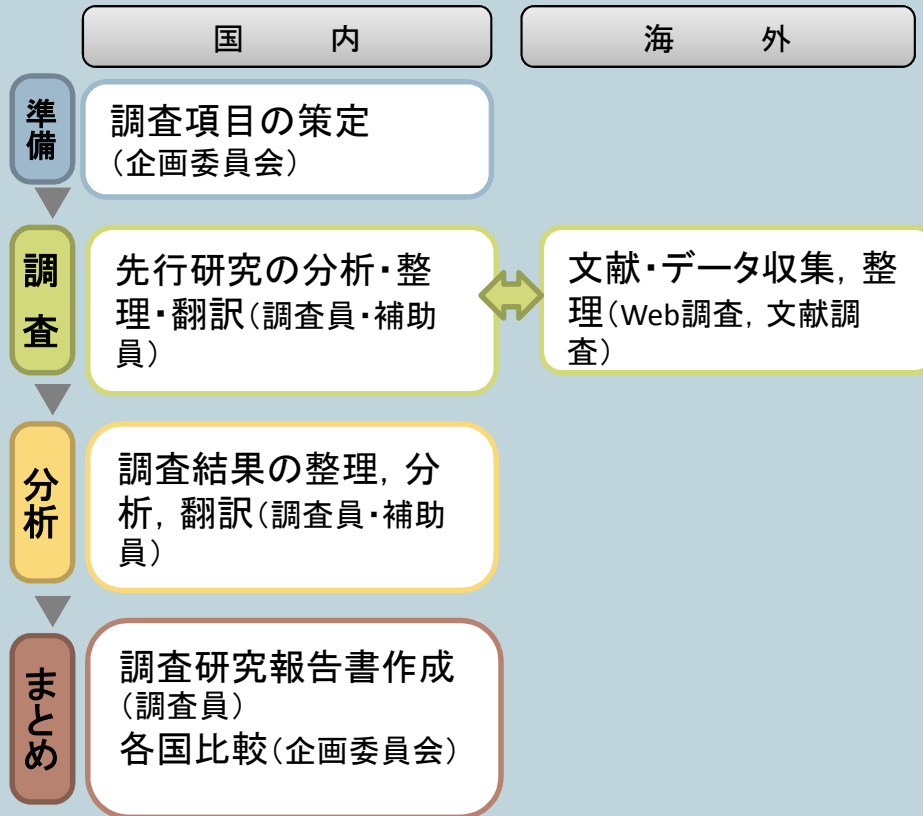 国　　内
海　　外
準備
調査項目の策定
（企画委員会）
調査
先行研究の分析・整
理・翻訳（調査員・補助
員）
文献・データ収集，整
理（Web調査，文献調
査）
分析
調査結果の整理，分
析，翻訳（調査員・補助
員）
まとめ
調査研究報告書作成
（調査員）
各国比較（企画委員会）